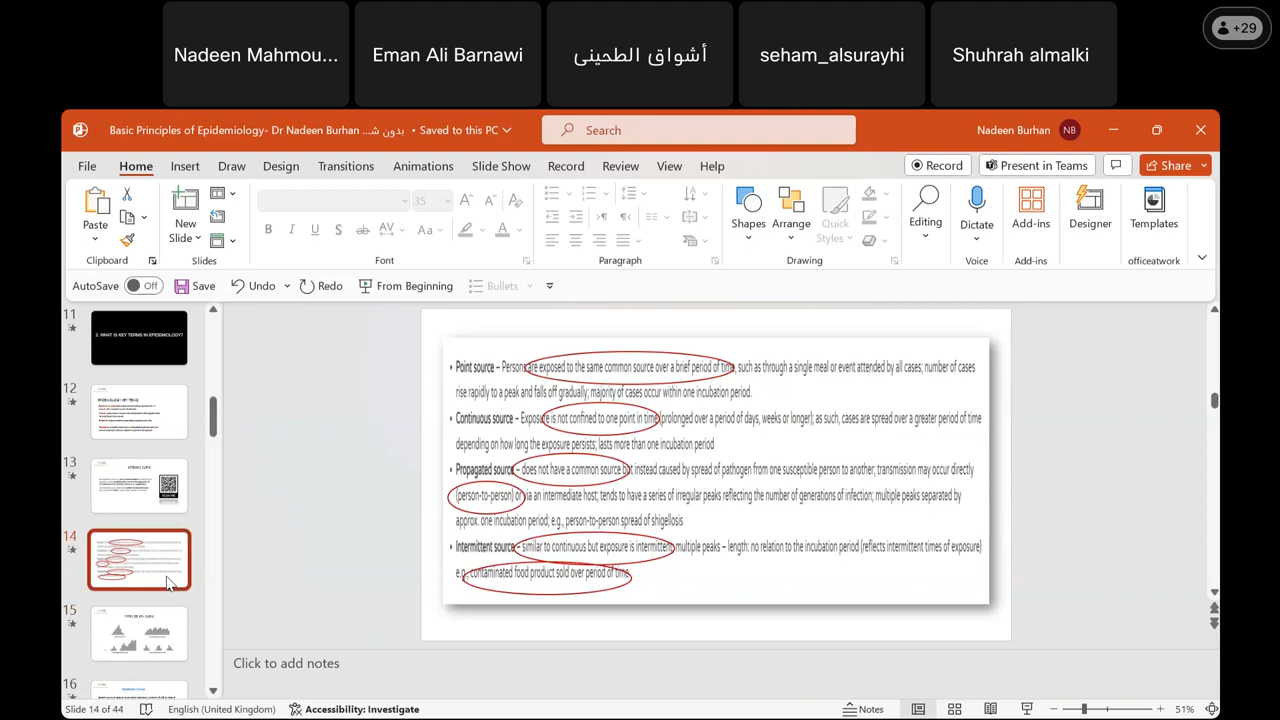 Nadeen Mahmou...
Eman Ali Barnawi
أشواق الطحيني
seham_alsurayhi
Shuhrah almalki
+29
Basic Principles of Epidemiology- Dr Nadeen Burhan بدون ش... • Saved to this PC
Search
Nadeen Burhan NB
File Home Insert Draw Design Transitions Animations Slide Show Record Review View Help
Record Present in Teams Share
Paste
New Slide
35
Shapes
Arrange
Quick Styles
Editing
Dictate
Add-ins
Designer
Templates
Clipboard Slides Font Paragraph Drawing Voice Add-ins officeatwork
AutoSave Off Save Undo Redo From Beginning Bullets
11
2. WHAT IS KEY TERMS IN EPIDEMIOLOGY?
12
13
14
15
16
• Point source – Persons are exposed to the same common source over a brief period of time, such as through a single meal or event attended by all cases; number of cases
rise rapidly to a peak and falls off gradually; majority of cases occur within one incubation period.
• Continuous source – Exposure is not confined to one point in time (prolonged over a period of days, weeks or longer); as such, cases are spread over a greater period of time
depending on how long the exposure persists; lasts more than one incubation period
• Propagated source – does not have a common source but instead caused by spread of pathogen from one susceptible person to another; transmission may occur directly
(person-to-person) or via an intermediate host; tends to have a series of irregular peaks reflecting the number of generations of infection; multiple peaks separated by
approx. one incubation period; e.g., person-to-person spread of shigellosis
• Intermittent source – similar to continuous but exposure is intermittent; multiple peaks – length: no relation to the incubation period (reflects intermittent times of exposure)
e.g., contaminated food product sold over period of time.
Click to add notes
Slide 14 of 44 English (United Kingdom) Accessibility: Investigate Notes 51%